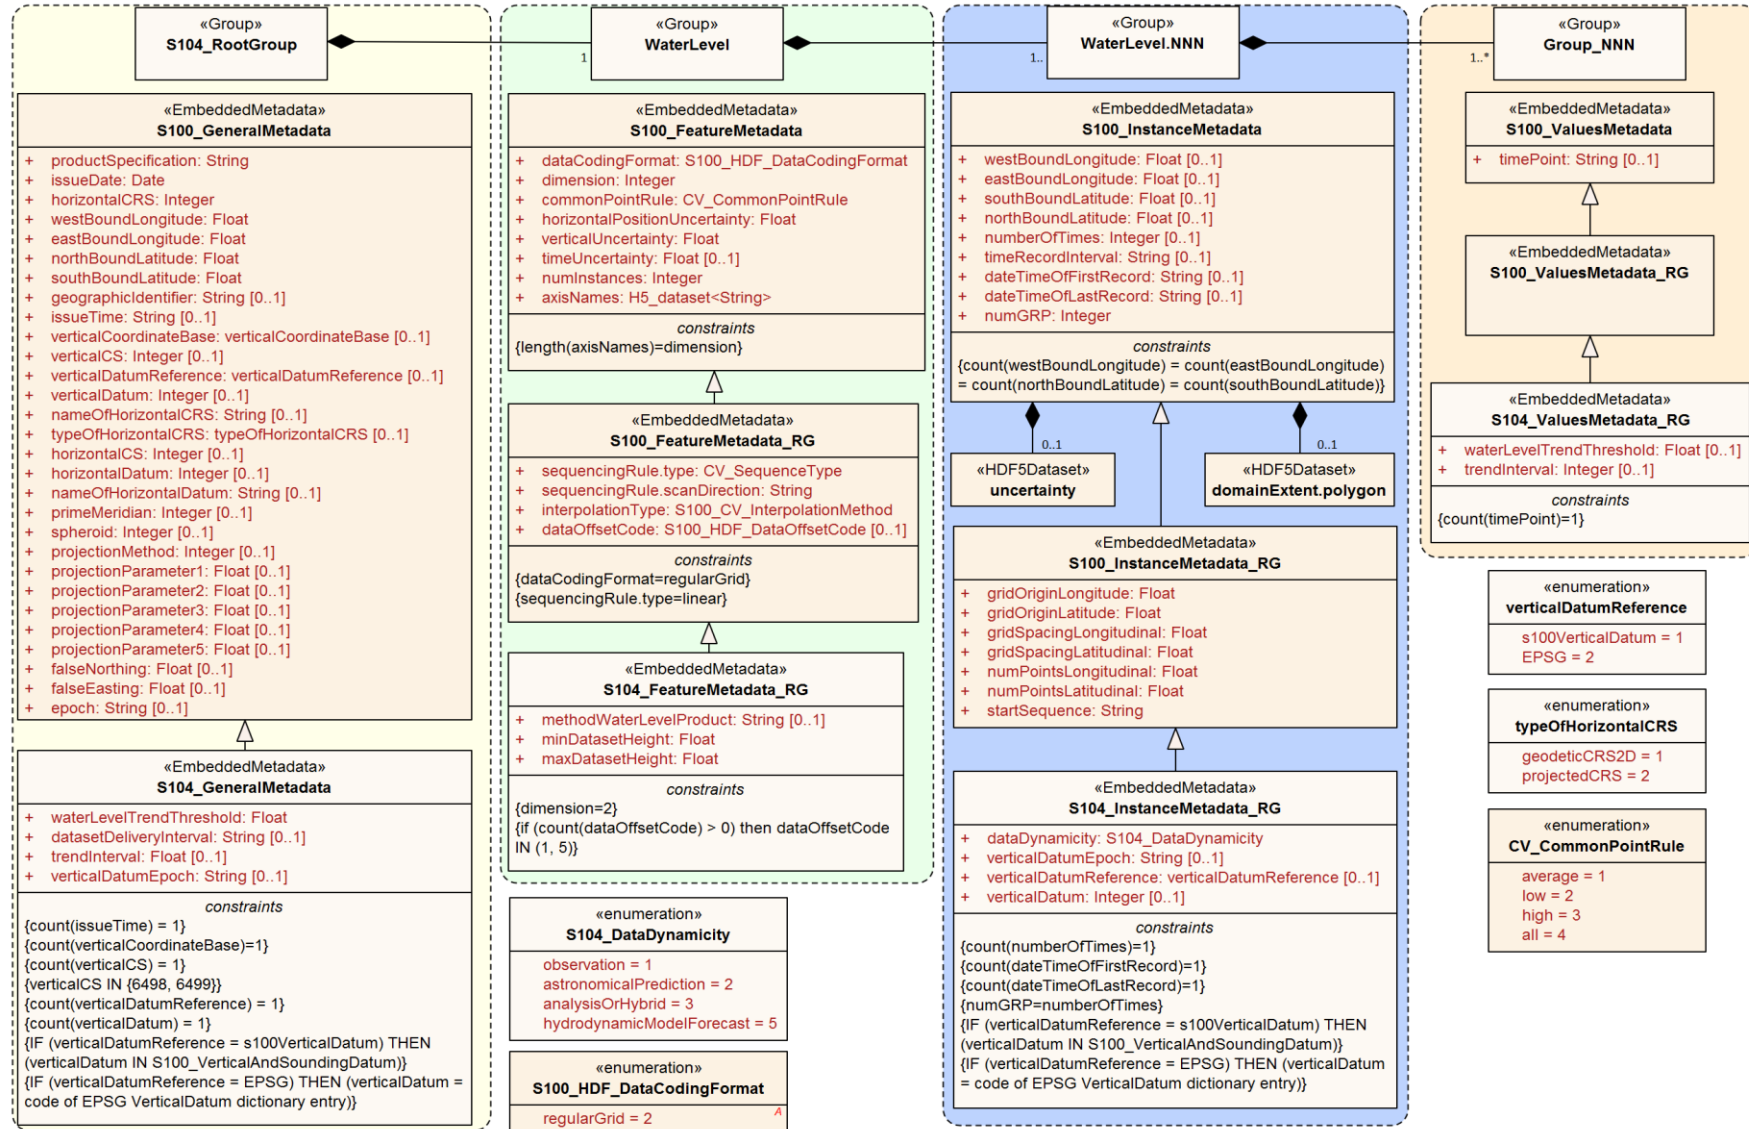 «Group»
S104_RootGroup
«EmbeddedMetadata»
S100_GeneralMetadata
+ productSpecification: String
+ issueDate: Date
+ horizontalCRS: Integer
+ westBoundLongitude: Float
+ eastBoundLongitude: Float
+ northBoundLatitude: Float
+ southBoundLatitude: Float
+ geographicIdentifier: String [0..1]
+ issueTime: String [0..1]
+ verticalCoordinateBase: verticalCoordinateBase [0..1]
+ verticalCS: Integer [0..1]
+ verticalDatumReference: verticalDatumReference [0..1]
+ verticalDatum: Integer [0..1]
+ nameOfHorizontalCRS: String [0..1]
+ typeOfHorizontalCRS: typeOfHorizontalCRS [0..1]
+ horizontalCS: Integer [0..1]
+ horizontalDatum: Integer [0..1]
+ nameOfHorizontalDatum: String [0..1]
+ primeMeridian: Integer [0..1]
+ spheroid: Integer [0..1]
+ projectionMethod: Integer [0..1]
+ projectionParameter1: Float [0..1]
+ projectionParameter2: Float [0..1]
+ projectionParameter3: Float [0..1]
+ projectionParameter4: Float [0..1]
+ projectionParameter5: Float [0..1]
+ falseNorthing: Float [0..1]
+ falseEasting: Float [0..1]
+ epoch: String [0..1]
«EmbeddedMetadata»
S104_GeneralMetadata
+ waterLevelTrendThreshold: Float
+ datasetDeliveryInterval: String [0..1]
+ trendInterval: Float [0..1]
+ verticalDatumEpoch: String [0..1]
constraints
{count(issueTime) = 1}
{count(verticalCoordinateBase)=1}
{count(verticalCS) = 1}
{verticalCS IN {6498, 6499}}
{count(verticalDatumReference) = 1}
{count(verticalDatum) = 1}
{IF (verticalDatumReference = s100VerticalDatum) THEN
(verticalDatum IN S100_VerticalAndSoundingDatum)}
{IF (verticalDatumReference = EPSG) THEN (verticalDatum =
code of EPSG VerticalDatum dictionary entry)}
1
«Group»
WaterLevel
«EmbeddedMetadata»
S100_FeatureMetadata
+ dataCodingFormat: S100_HDF_DataCodingFormat
+ dimension: Integer
+ commonPointRule: CV_CommonPointRule
+ horizontalPositionUncertainty: Float
+ verticalUncertainty: Float
+ timeUncertainty: Float [0..1]
+ numInstances: Integer
+ axisNames: H5_dataset<String>
constraints
{length(axisNames)=dimension}
«EmbeddedMetadata»
S100_FeatureMetadata_RG
+ sequencingRule.type: CV_SequenceType
+ sequencingRule.scanDirection: String
+ interpolationType: S100_CV_InterpolationMethod
+ dataOffsetCode: S100_HDF_DataOffsetCode [0..1]
constraints
{dataCodingFormat=regularGrid}
{sequencingRule.type=linear}
«EmbeddedMetadata»
S104_FeatureMetadata_RG
+ methodWaterLevelProduct: String [0..1]
+ minDatasetHeight: Float
+ maxDatasetHeight: Float
constraints
{dimension=2}
{if (count(dataOffsetCode) > 0) then dataOffsetCode
IN (1, 5)}
«enumeration»
S104_DataDynamicity
observation = 1
astronomicalPrediction = 2
analysisOrHybrid = 3
hydrodynamicModelForecast = 5
«enumeration»
S100_HDF_DataCodingFormat
regularGrid = 2
A
1..
«Group»
WaterLevel.NNN
«EmbeddedMetadata»
S100_InstanceMetadata
+ westBoundLongitude: Float [0..1]
+ eastBoundLongitude: Float [0..1]
+ southBoundLatitude: Float [0..1]
+ northBoundLatitude: Float [0..1]
+ numberOfTimes: Integer [0..1]
+ timeRecordInterval: String [0..1]
+ dateTimeOfFirstRecord: String [0..1]
+ dateTimeOfLastRecord: String [0..1]
+ numGRP: Integer
constraints
{count(westBoundLongitude) = count(eastBoundLongitude)
= count(northBoundLatitude) = count(southBoundLatitude)}
0..1
0..1
«HDF5Dataset»
uncertainty
«HDF5Dataset»
domainExtent.polygon
«EmbeddedMetadata»
S100_InstanceMetadata_RG
+ gridOriginLongitude: Float
+ gridOriginLatitude: Float
+ gridSpacingLongitudinal: Float
+ gridSpacingLatitudinal: Float
+ numPointsLongitudinal: Float
+ numPointsLatitudinal: Float
+ startSequence: String
«EmbeddedMetadata»
S104_InstanceMetadata_RG
+ dataDynamicity: S104_DataDynamicity
+ verticalDatumEpoch: String [0..1]
+ verticalDatumReference: verticalDatumReference [0..1]
+ verticalDatum: Integer [0..1]
constraints
{count(numberOfTimes)=1}
{count(dateTimeOfFirstRecord)=1}
{count(dateTimeOfLastRecord)=1}
{numGRP=numberOfTimes}
{IF (verticalDatumReference = s100VerticalDatum) THEN
(verticalDatum IN S100_VerticalAndSoundingDatum)}
{IF (verticalDatumReference = EPSG) THEN (verticalDatum
= code of EPSG VerticalDatum dictionary entry)}
1..*
«Group»
Group_NNN
«EmbeddedMetadata»
S100_ValuesMetadata
+ timePoint: String [0..1]
«EmbeddedMetadata»
S100_ValuesMetadata_RG
«EmbeddedMetadata»
S104_ValuesMetadata_RG
+ waterLevelTrendThreshold: Float [0..1]
+ trendInterval: Integer [0..1]
constraints
{count(timePoint)=1}
«enumeration»
verticalDatumReference
s100VerticalDatum = 1
EPSG = 2
«enumeration»
typeOfHorizontalCRS
geodeticCRS2D = 1
projectedCRS = 2
«enumeration»
CV_CommonPointRule
average = 1
low = 2
high = 3
all = 4